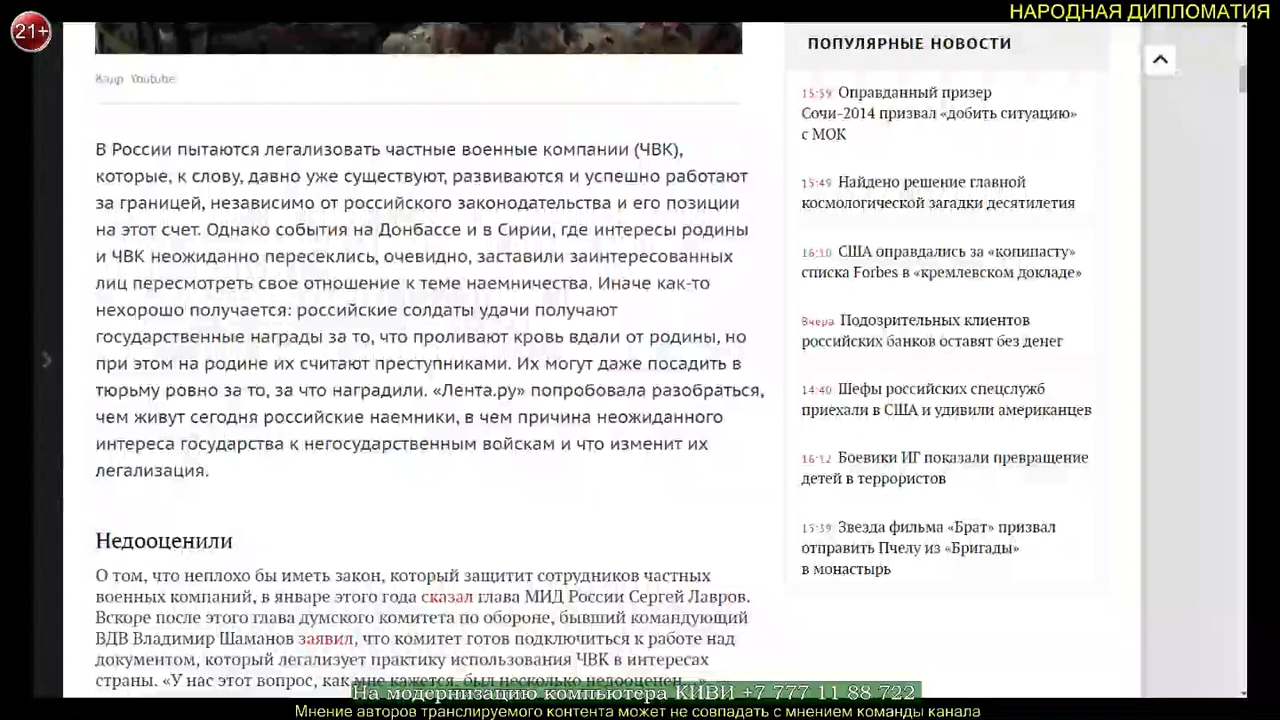 НАРОДНАЯ ДИПЛОМАТИЯ
21+
Кадр Youtube
В России пытаются легализовать частные военные компании (ЧВК),
которые, к слову, давно уже существуют, развиваются и успешно работают
за границей, независимо от российского законодательства и его позиции
на этот счет. Однако события на Донбассе и в Сирии, где интересы родины
и ЧВК неожиданно пересеклись, очевидно, заставили заинтересованных
лиц пересмотреть свое отношение к теме наемничества. Иначе как-то
нехорошо получается: российские солдаты удачи получают
государственные награды за то, что проливают кровь вдали от родины, но
при этом на родине их считают преступниками. Их могут даже посадить в
тюрьму ровно за то, за что наградили. «Лента.ру» попробовала разобраться,
чем живут сегодня российские наемники, в чем причина неожиданного
интереса государства к негосударственным войскам и что изменит их
легализация.
Недооценили
О том, что неплохо бы иметь закон, который защитит сотрудников частных
военных компаний, в январе этого года сказал глава МИД России Сергей Лавров.
Вскоре после этого глава думского комитета по обороне, бывший командующий
ВДВ Владимир Шаманов заявил, что комитет готов подключиться к работе над
документом, который легализует практику использования ЧВК в интересах
страны. «У нас этот вопрос, как мне кажется, был несколько недооценен...»
ПОПУЛЯРНЫЕ НОВОСТИ
15:59 Оправданный призер
Сочи-2014 призвал «добить ситуацию»
с МОК
15:49 Найдено решение главной
космологической загадки десятилетия
16:10 США оправдались за «копипасту»
списка Forbes в «кремлевском докладе»
Вчера Подозрительных клиентов
российских банков оставят без денег
14:40 Шефы российских спецслужб
приехали в США и удивили американцев
16:12 Боевики ИГ показали превращение
детей в террористов
15:39 Звезда фильма «Брат» призвал
отправить Пчелу из «Бригады»
в монастырь
На модернизацию компьютера КИВИ +7 777 11 88 722
Мнение авторов транслируемого контента может не совпадать с мнением команды канала